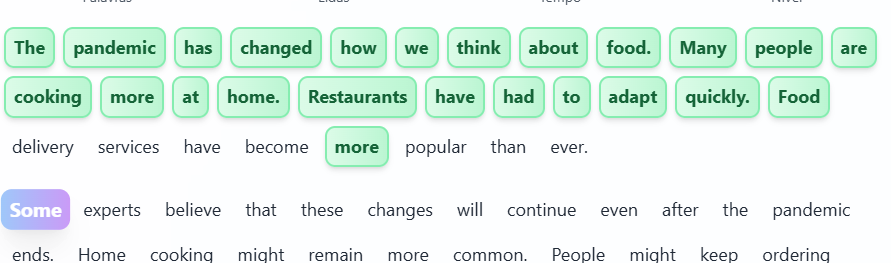 Palavras Lidas Tempo Nível
The pandemic has changed how we think about food. Many people are
cooking more at home. Restaurants have had to adapt quickly. Food
delivery services have become more popular than ever.
Some experts believe that these changes will continue even after the pandemic
ends. Home cooking might remain more common. People might keep ordering